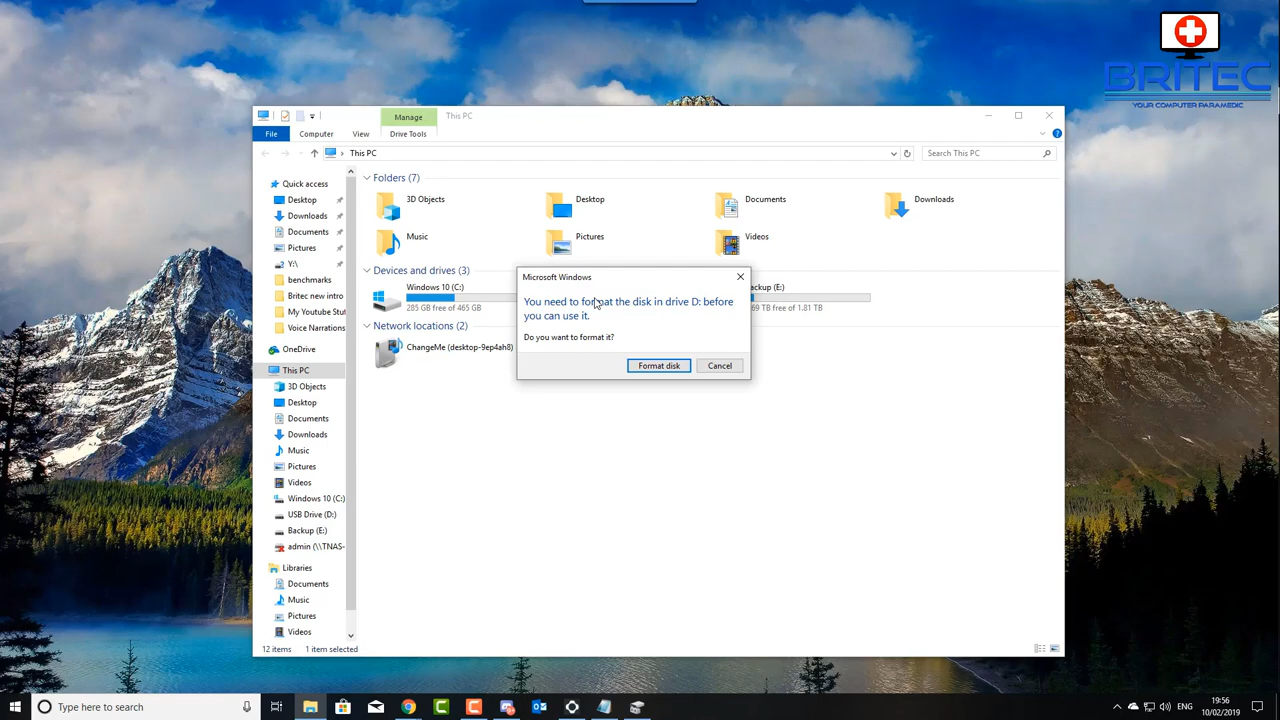 BRITEC
YOUR COMPUTER PARAMEDIC
Manage
This PC
File
Computer
View
Drive Tools
This PC
Search This PC
Quick access
Desktop
Downloads
Documents
Pictures
Y:\
benchmarks
Britec new intro
My Youtube Stu
Voice Narrations
OneDrive
This PC
3D Objects
Desktop
Documents
Downloads
Music
Pictures
Videos
Windows 10 (C:)
USB Drive (D:)
Backup (E:)
admin (\\TNAS-
Libraries
Documents
Music
Pictures
Videos
Folders (7)
3D Objects
Desktop
Documents
Downloads
Music
Pictures
Videos
Devices and drives (3)
Windows 10 (C:)
285 GB free of 465 GB
ackup (E:)
69 TB free of 1.81 TB
Network locations (2)
ChangeMe (desktop-9ep4ah8)
Microsoft Windows
You need to format the disk in drive D: before
you can use it.
Do you want to format it?
Format disk
Cancel
12 items
1 item selected
Type here to search
ENG
19:56
10/02/2019